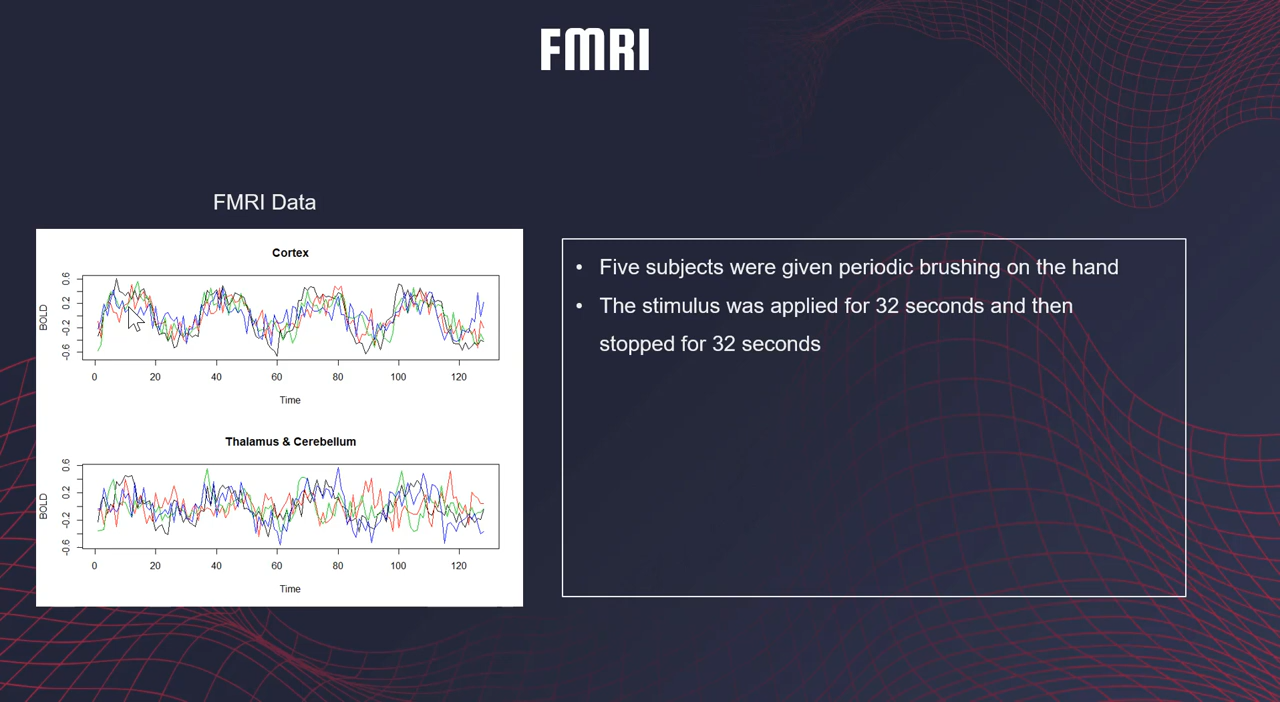 FMRI
FMRI Data
Cortex
BOLD
0.6
0.2
-0.2
-0.6
0 20 40 60 80 100 120
Time
Thalamus & Cerebellum
BOLD
0.6
0.2
-0.2
-0.6
0 20 40 60 80 100 120
Time
• Five subjects were given periodic brushing on the hand
• The stimulus was applied for 32 seconds and then
stopped for 32 seconds